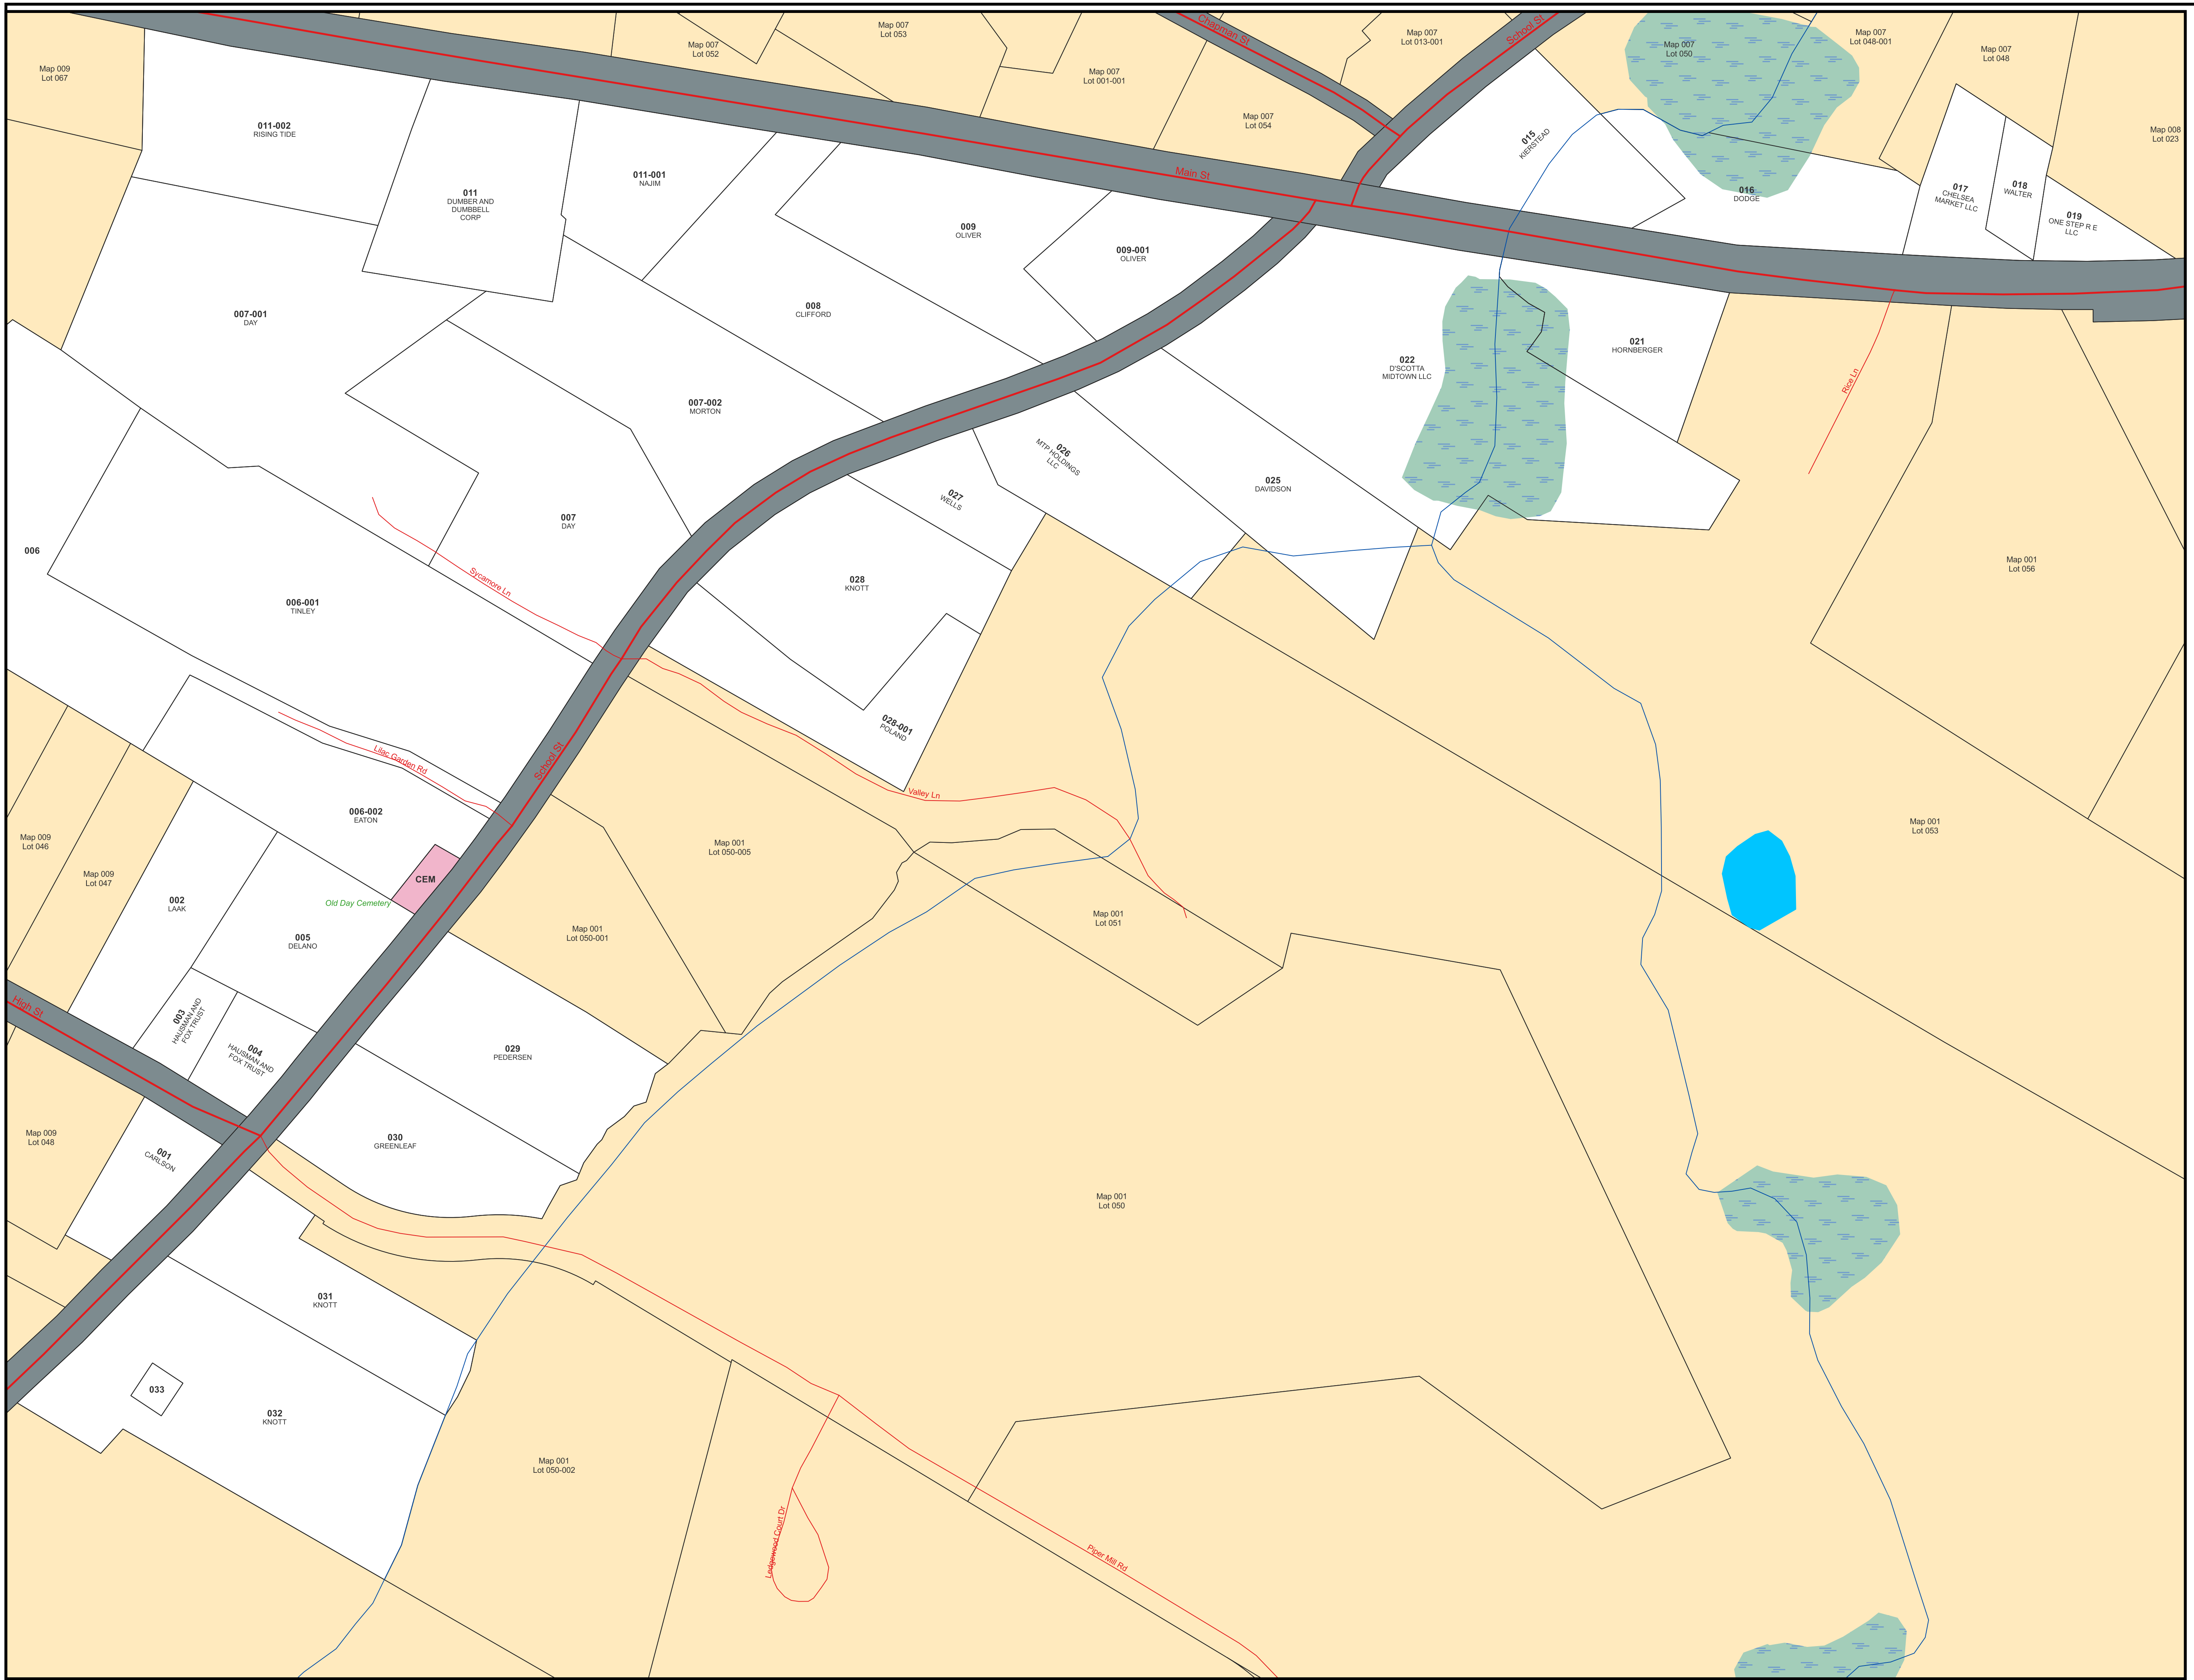 Chapman St
School St
Map 007
Lot 053
Map 007
Lot 052
Map 007
Lot 013-001
Map 007
Lot 050
Map 007
Lot 048-001
Map 007
Lot 048
Map 009
Lot 067
Map 007
Lot 001-001
Map 007
Lot 054
Map 008
Lot 023
011-002
RISING TIDE
011
DUMBER AND
DUMBBELL
CORP
011-001
NAJIM
Main St
015
KIERSTEAD
016
DODGE
017
CHELSEA
MARKET LLC
018
WALTER
019
ONE STEP R E
LLC
009
OLIVER
009-001
OLIVER
007-001
DAY
008
CLIFFORD
022
D'SCOTTA
MIDTOWN LLC
021
HORNBERGER
Rice Ln
007-002
MORTON
026
MTP HOLDINGS
LLC
025
DAVIDSON
027
WELLS
007
DAY
006
Sycamore Ln
006-001
TINLEY
028
KNOTT
Map 001
Lot 056
028-001
POLAND
School St
Lilac Garden Rd
Valley Ln
006-002
EATON
Map 009
Lot 046
Map 009
Lot 047
CEM
Old Day Cemetery
Map 001
Lot 050-005
Map 001
Lot 053
002
LAAK
005
DELANO
Map 001
Lot 050-001
Map 001
Lot 051
High St
003
HAUSMAN AND
FOX TRUST
004
HAUSMAN AND
FOX TRUST
029
PEDERSEN
Map 009
Lot 048
001
CARLSON
030
GREENLEAF
Map 001
Lot 050
031
KNOTT
033
032
KNOTT
Map 001
Lot 050-002
Ledgewood Court Dr
Piper Mill Rd